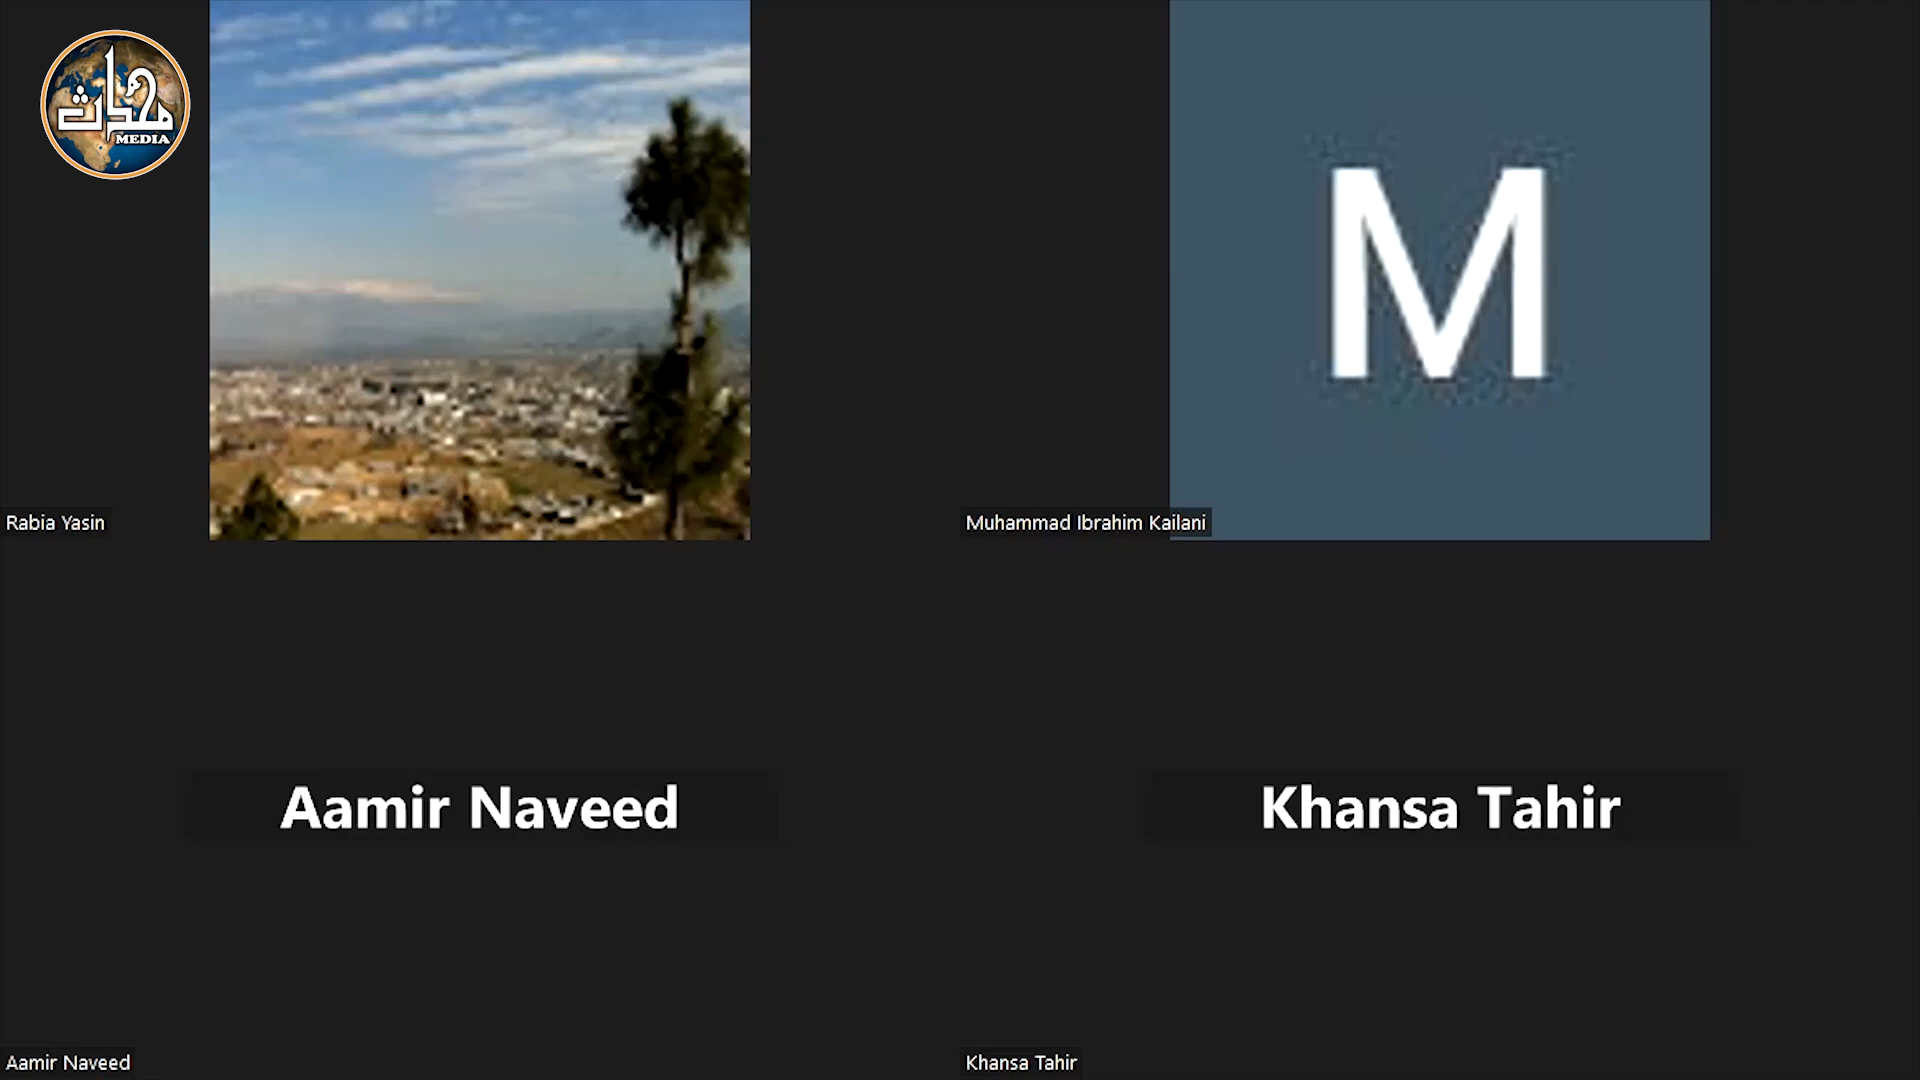 محدث
MEDIA
M
Rabia Yasin
Muhammad Ibrahim Kailani
Aamir Naveed
Khansa Tahir
Aamir Naveed
Khansa Tahir